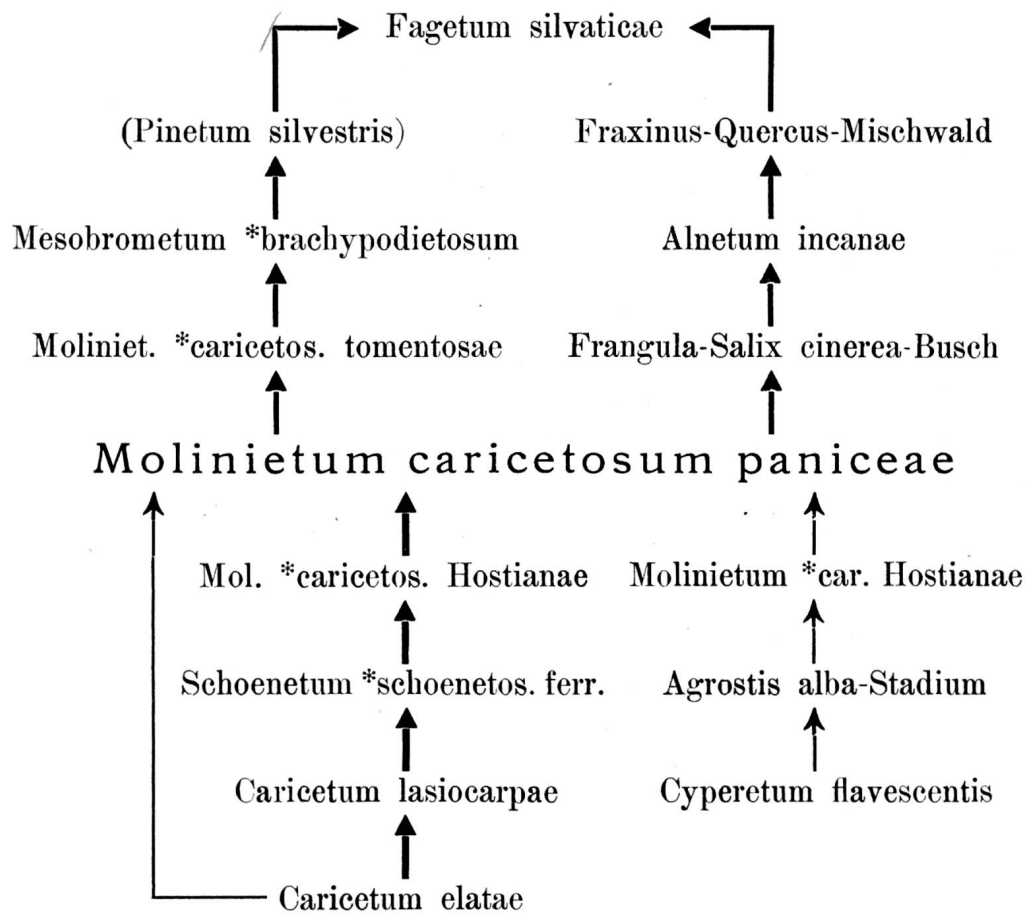 Fagetum silvaticae
(Pinetum silvestris) Fraxinus-Quercus-Mischwald
Mesobrometum *brachypodietosum Alnetum incanae
Moliniet. *caricetos. tomentosae Frangula-Salix cinerea-Busch
Molinietum caricetosum paniceae
Mol. *caricetos. Hostianae Molinietum *car. Hostianae
Schoenetum *schoenetos. ferr. Agrostis alba-Stadium
Caricetum lasiocarpae Cyperetum flavescentis
Caricetum elatae